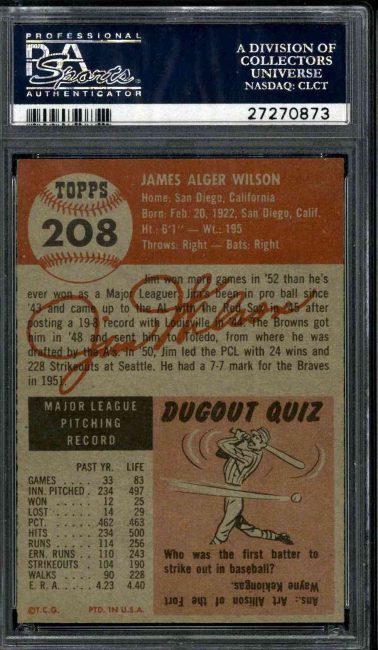 PROFESSIONAL
PSA
Sports
AUTHENTICATOR
A DIVISION OF
COLLECTORS
UNIVERSE
NASDAQ: CLCT
27270873
TOPPS
208
JAMES ALGER WILSON
Home: San Diego, California
Born: Feb. 20, 1922, San Diego, Calif.
Ht.: 6'1" — Wt.: 195
Throws: Right — Bats: Right
Jim won more games in '52 than he's
ever won as a Major Leaguer. Jim's been in pro ball since
'43 and came up to the AL with the Red Sox in '45 after
posting a 19-8 record with Louisville in '44. The Browns got
him in '48 and sent him to Toledo, from where he was
drafted by the A's. In '50, Jim led the PCL with 24 wins and
228 Strikeouts at Seattle. He had a 7-7 mark for the Braves
in 1951.
Jim Wilson
MAJOR LEAGUE
PITCHING
RECORD
PAST YR. LIFE
GAMES 33 83
INN. PITCHED 234 497
WON 12 25
LOST 14 29
PCT. .462 .463
HITS 234 500
RUNS 114 256
ERN. RUNS 110 243
STRIKEOUTS 104 190
WALKS 90 228
E. R. A. 4.23 4.40
©T.C.G. PTD. IN U.S.A.
DUGOUT QUIZ
Who was the first batter to
strike out in baseball?
Ans.: Art Allison of the Fort
Wayne Kekiongas.